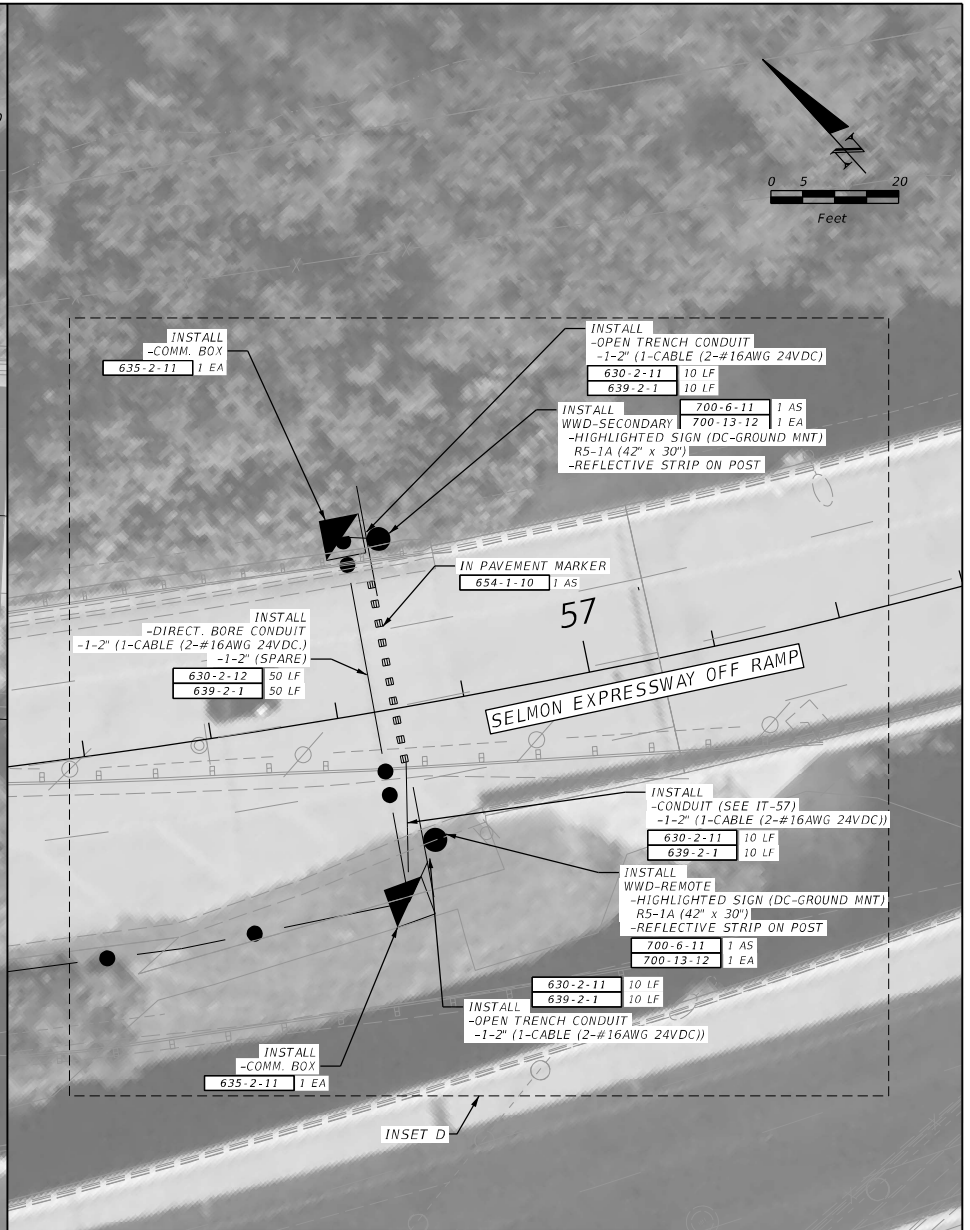 N
0 5 20
Feet
INSTALL
-COMM. BOX
635-2-11 1 EA
INSTALL
-OPEN TRENCH CONDUIT
-1-2" (1-CABLE (2-#16AWG 24VDC)
630-2-11 10 LF
639-2-1 10 LF
INSTALL 700-6-11 1 AS
WWD-SECONDARY 700-13-12 1 EA
-HIGHLIGHTED SIGN (DC-GROUND MNT)
R5-1A (42" x 30")
-REFLECTIVE STRIP ON POST
IN PAVEMENT MARKER
654-1-10 1 AS
57
INSTALL
-DIRECT. BORE CONDUIT
-1-2" (1-CABLE (2-#16AWG 24VDC.)
-1-2" (SPARE)
630-2-12 50 LF
639-2-1 50 LF
SELMON EXPRESSWAY OFF RAMP
INSTALL
-CONDUIT (SEE IT-57)
-1-2" (1-CABLE (2-#16AWG 24VDC))
630-2-11 10 LF
639-2-1 10 LF
INSTALL
WWD-REMOTE
-HIGHLIGHTED SIGN (DC-GROUND MNT)
R5-1A (42" x 30")
-REFLECTIVE STRIP ON POST
700-6-11 1 AS
700-13-12 1 EA
630-2-11 10 LF
639-2-1 10 LF
INSTALL
-OPEN TRENCH CONDUIT
-1-2" (1-CABLE (2-#16AWG 24VDC))
INSTALL
-COMM. BOX
635-2-11 1 EA
INSET D